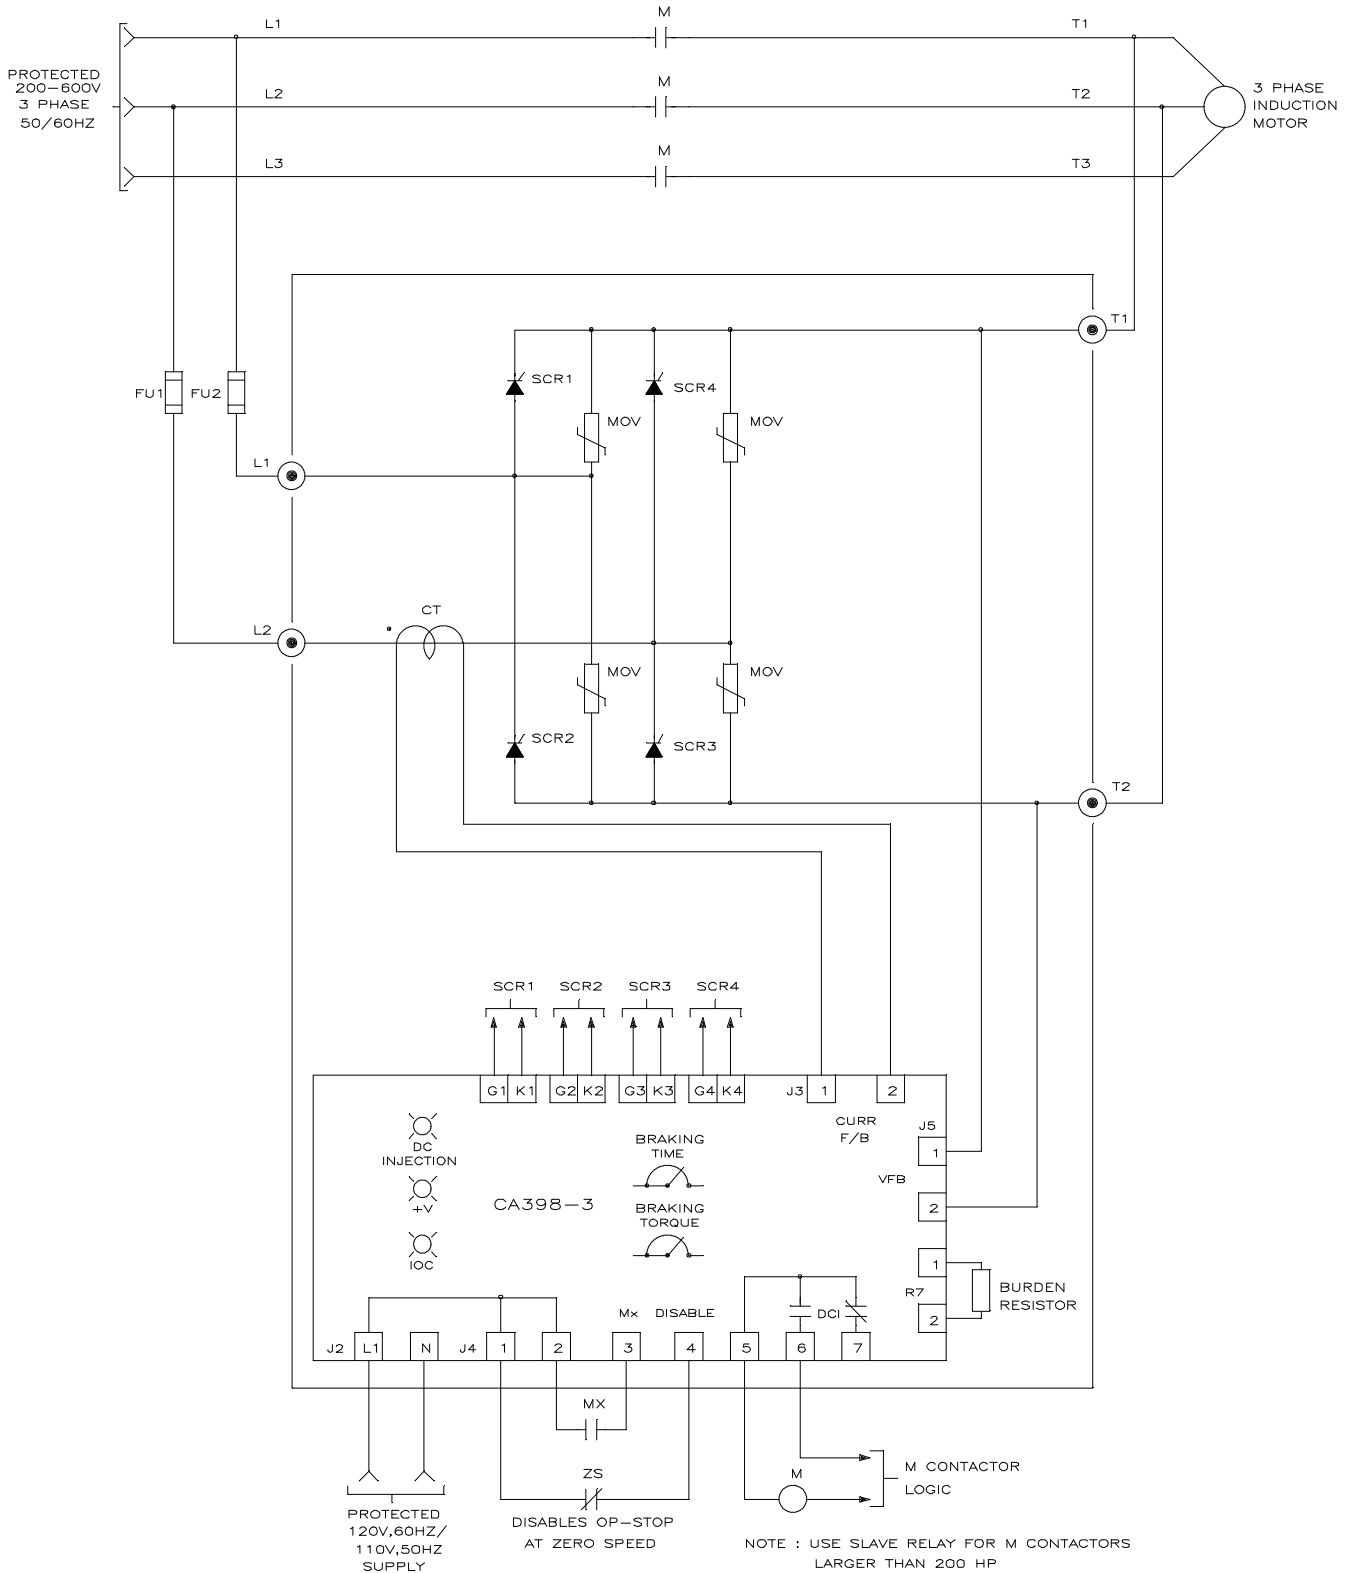 L1
M
T1
PROTECTED
200-600V
3 PHASE
50/60HZ
L2
M
T2
3 PHASE
INDUCTION
MOTOR
L3
M
T3
T1
FU1
FU2
SCR1
SCR4
MOV
MOV
L1
CT
L2
MOV
MOV
SCR2
SCR3
T2
SCR1
SCR2
SCR3
SCR4
G1
K1
G2
K2
G3
K3
G4
K4
J3
1
2
CURR
F/B
J5
1
DC
INJECTION
BRAKING
TIME
VFB
+V
CA398-3
BRAKING
TORQUE
2
IOC
1
R7
BURDEN
RESISTOR
2
Mx
DISABLE
DCI
J2
L1
N
J4
1
2
3
4
5
6
7
MX
ZS
M
M CONTACTOR
LOGIC
PROTECTED
120V,60HZ/
110V,50HZ
SUPPLY
DISABLES OP-STOP
AT ZERO SPEED
NOTE : USE SLAVE RELAY FOR M CONTACTORS
LARGER THAN 200 HP